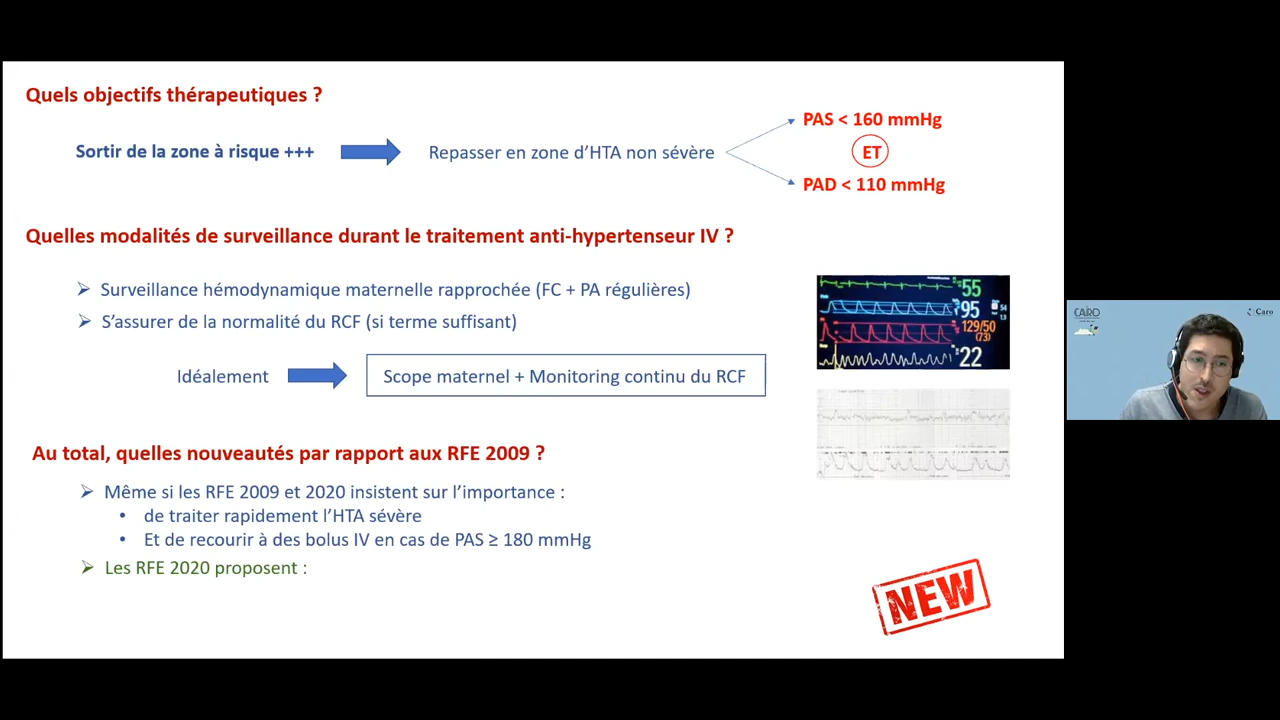 Quels objectifs thérapeutiques ?
Sortir de la zone à risque +++
Repasser en zone d'HTA non sévère
PAS < 160 mmHg
ET
PAD < 110 mmHg
Quelles modalités de surveillance durant le traitement anti-hypertenseur IV ?
➢ Surveillance hémodynamique maternelle rapprochée (FC + PA régulières)
➢ S'assurer de la normalité du RCF (si terme suffisant)
Idéalement
Scope maternel + Monitoring continu du RCF
55
95
129/50
(73)
22
Au total, quelles nouveautés par rapport aux RFE 2009 ?
➢ Même si les RFE 2009 et 2020 insistent sur l'importance :
• de traiter rapidement l'HTA sévère
• Et de recourir à des bolus IV en cas de PAS ≥ 180 mmHg
➢ Les RFE 2020 proposent :
NEW
CARO
Caro